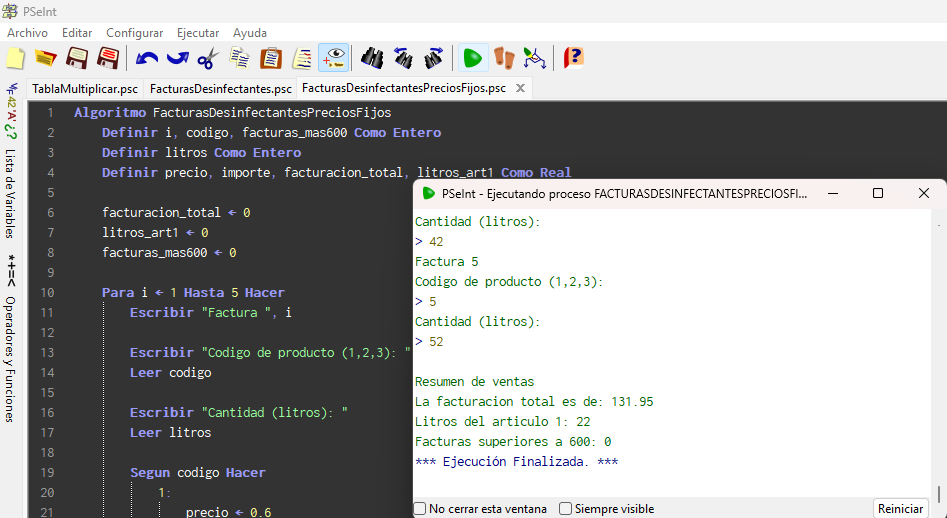 PSeInt
Archivo Editar Configurar Ejecutar Ayuda
TablaMultiplicar.psc FacturasDesinfectantes.psc FacturasDesinfectantesPreciosFijos.psc
Lista de Variables
*+=< Operadores y Funciones
1 Algoritmo FacturasDesinfectantesPreciosFijos
2 Definir i, codigo, facturas_mas600 Como Entero
3 Definir litros Como Entero
4 Definir precio, importe, facturacion_total, litros_art1 Como Real
5
6 facturacion_total ← 0
7 litros_art1 ← 0
8 facturas_mas600 ← 0
9
10 Para i ← 1 Hasta 5 Hacer
11 Escribir "Factura ", i
12
13 Escribir "Codigo de producto (1,2,3): "
14 Leer codigo
15
16 Escribir "Cantidad (litros): "
17 Leer litros
18
19 Segun codigo Hacer
20 1:
21 precio ← 0.6
PSeInt - Ejecutando proceso FACTURASDESINFECTANTESPRECIOSFI...
Cantidad (litros):
> 42
Factura 5
Codigo de producto (1,2,3):
> 5
Cantidad (litros):
> 52
Resumen de ventas
La facturacion total es de: 131.95
Litros del articulo 1: 22
Facturas superiores a 600: 0
*** Ejecución Finalizada. ***
No cerrar esta ventana Siempre visible Reiniciar